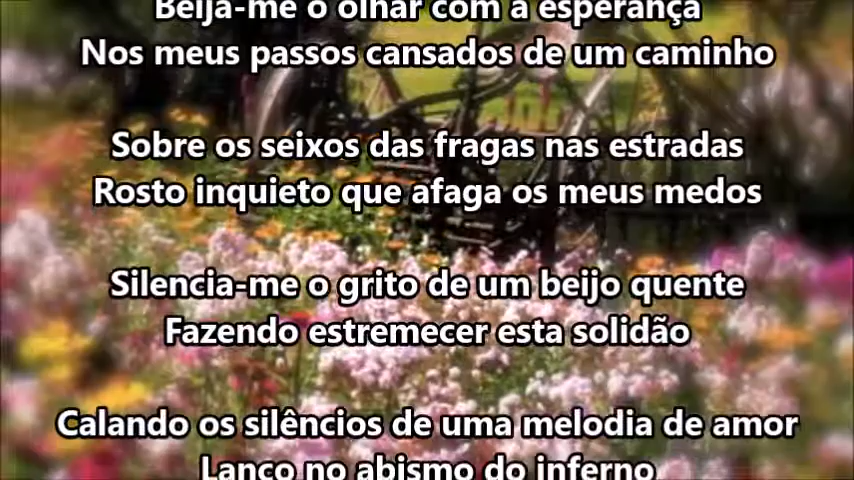 Beija-me o olhar com a esperança
Nos meus passos cansados de um caminho
Sobre os seixos das fragas nas estradas
Rosto inquieto que afaga os meus medos
Silencia-me o grito de um beijo quente
Fazendo estremecer esta solidão
Calando os silêncios de uma melodia de amor
Lanço no abismo do inferno